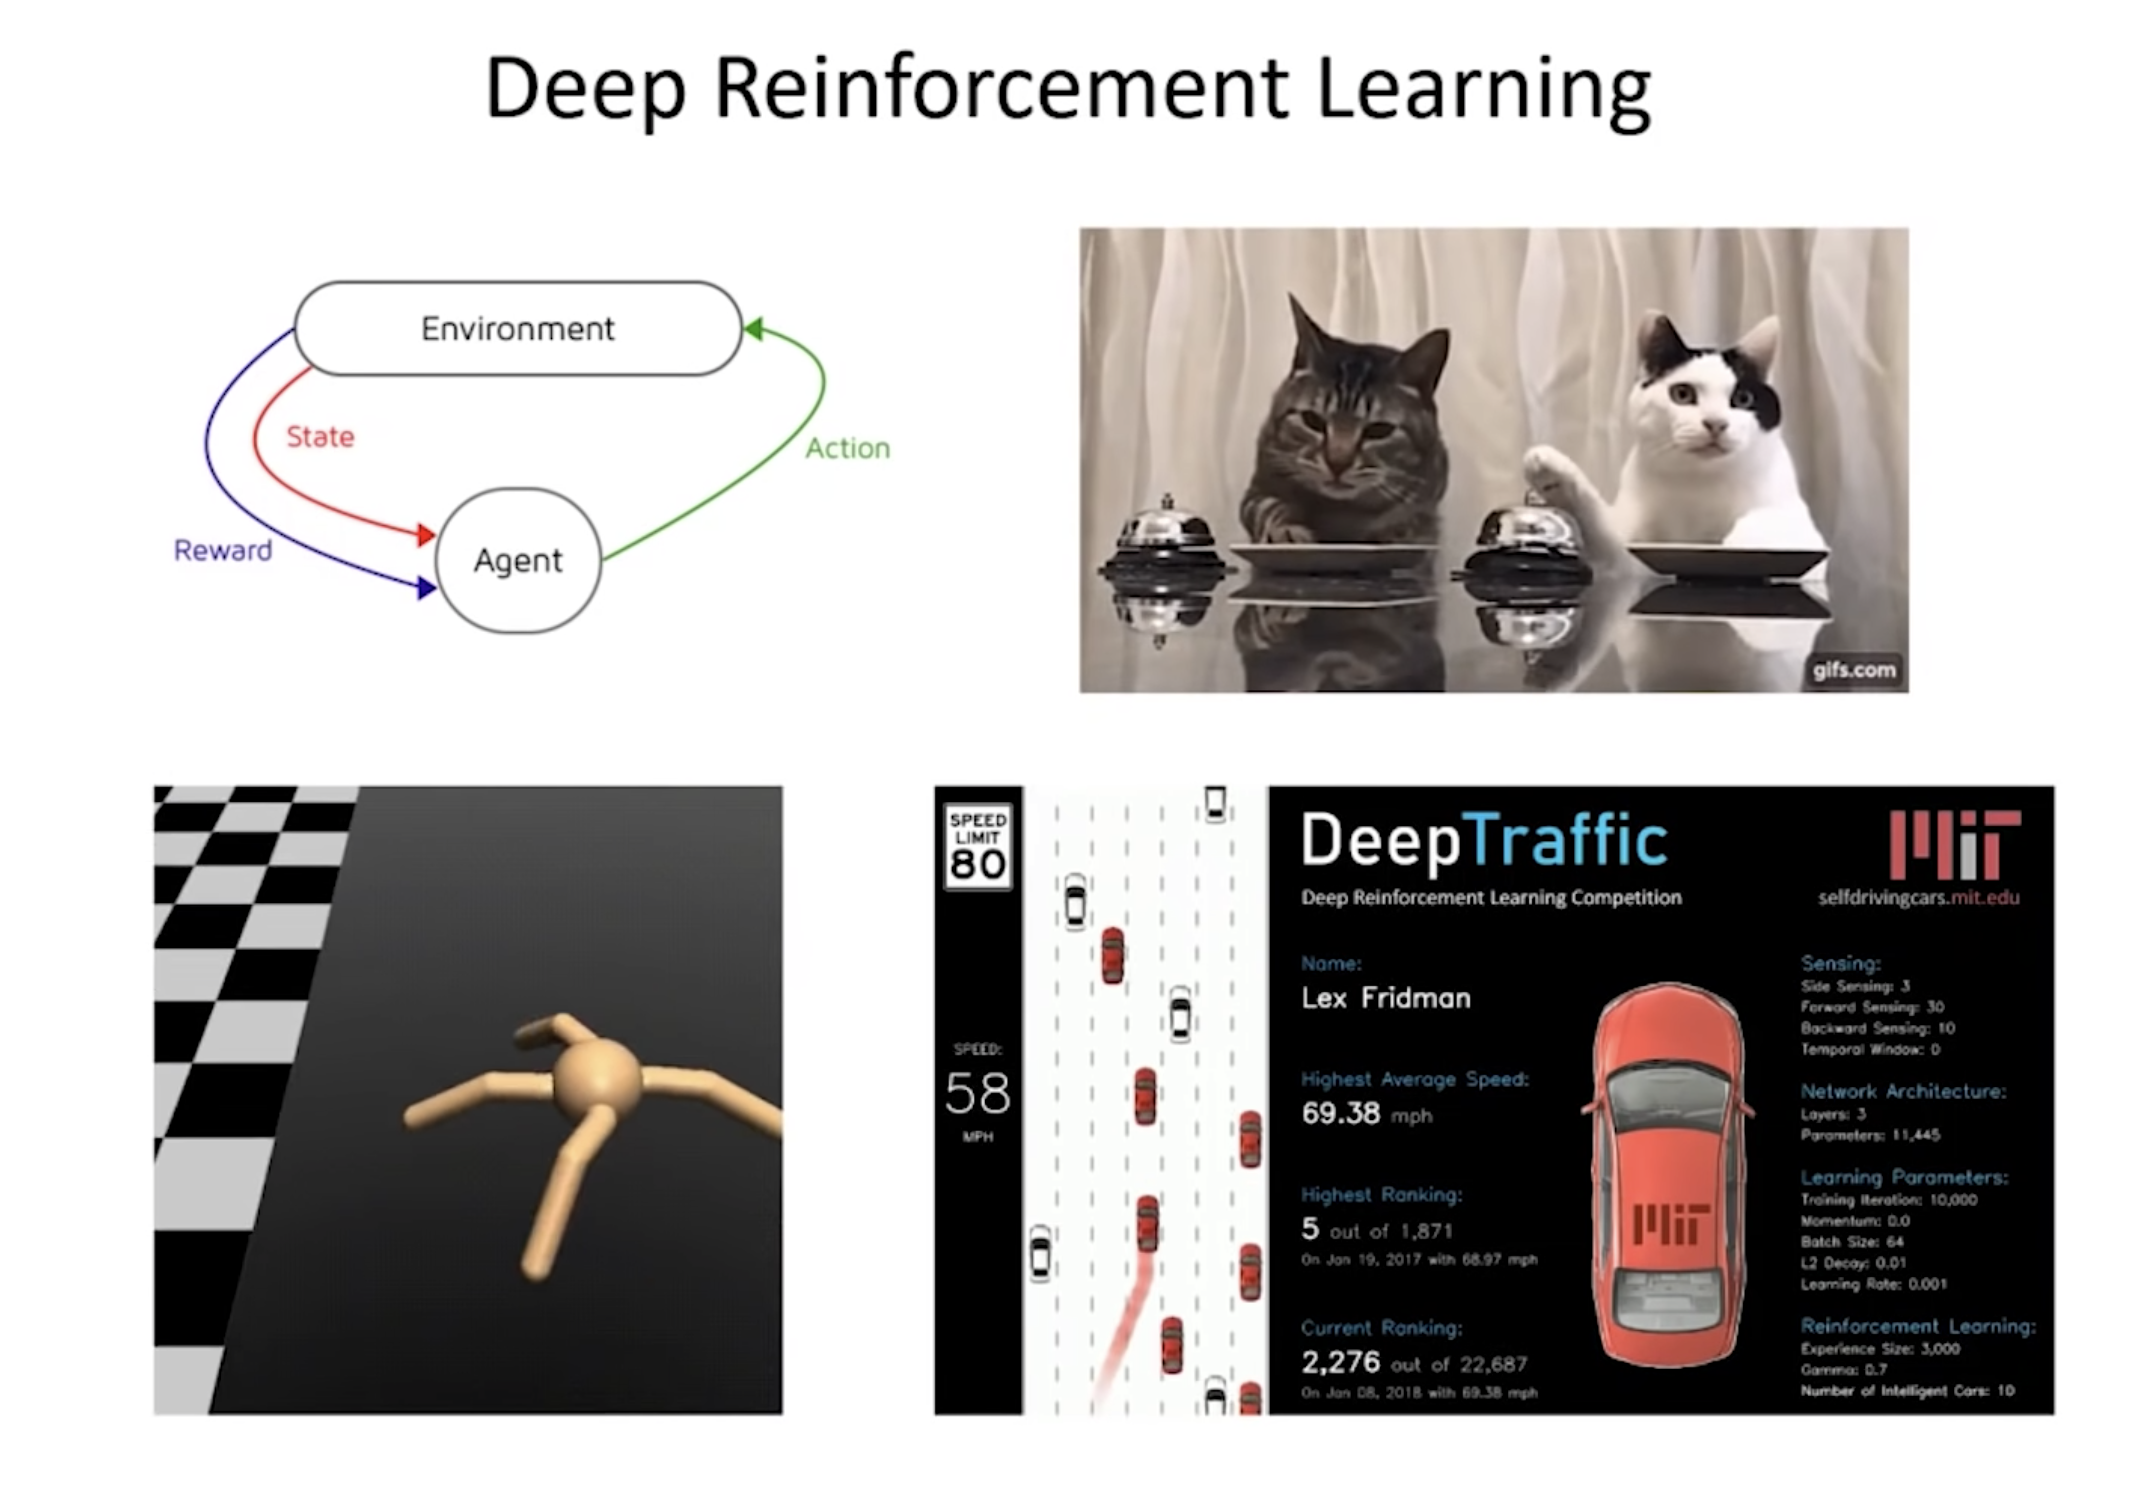 Deep Reinforcement Learning
Environment
State
Action
Reward
Agent
gifs.com
SPEED
LIMIT
80
SPEED:
58
MPH
DeepTraffic
Deep Reinforcement Learning Competition
MIT
selfdrivingcars.mit.edu
Name:
Lex Fridman
Highest Average Speed:
69.38 mph
Highest Ranking:
5 out of 1,871
On Jan 19, 2017 with 68.97 mph
Current Ranking:
2,276 out of 22,687
On Jan 08, 2018 with 69.38 mph
MIT
Sensing:
Side Sensing: 3
Forward Sensing: 30
Backward Sensing: 10
Temporal Window: 0
Network Architecture:
Layers: 3
Parameters: 11,445
Learning Parameters:
Training Iteration: 10,000
Momentum: 0.0
Batch Size: 64
L2 Decay: 0.01
Learning Rate: 0.001
Reinforcement Learning:
Experience Size: 3,000
Gamma: 0.7
Number of Intelligent Cars: 10